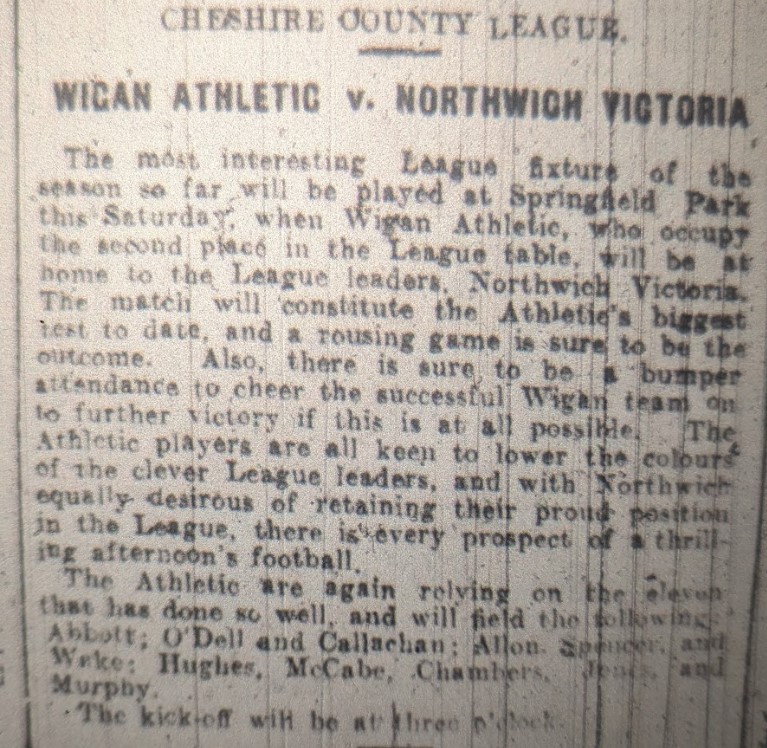 CHESHIRE COUNTY LEAGUE.
WIGAN ATHLETIC v. NORTHWICH VICTORIA
The most interesting League fixture of the
season so far will be played at Springfield Park
this Saturday, when Wigan Athletic, who occupy
the second place in the League table, will be at
home to the League leaders, Northwich Victoria.
The match will constitute the Athletic's biggest
test to date, and a rousing game is sure to be the
outcome. Also, there is sure to be a bumper
attendance to cheer the successful Wigan team on
to further victory if this is at all possible. The
Athletic players are all keen to lower the colours
of the clever League leaders, and with Northwich
equally desirous of retaining their proud position
in the League, there is every prospect of a thrill-
ing afternoon's football.
The Athletic are again relying on the eleven
that has done so well, and will field the following:
Abbott; O'Dell and Callachan; Allon, Spencer, and
Wake; Hughes, McCabe, Chambers, Jones, and
Murphy.
The kick-off will be at three o'clock.